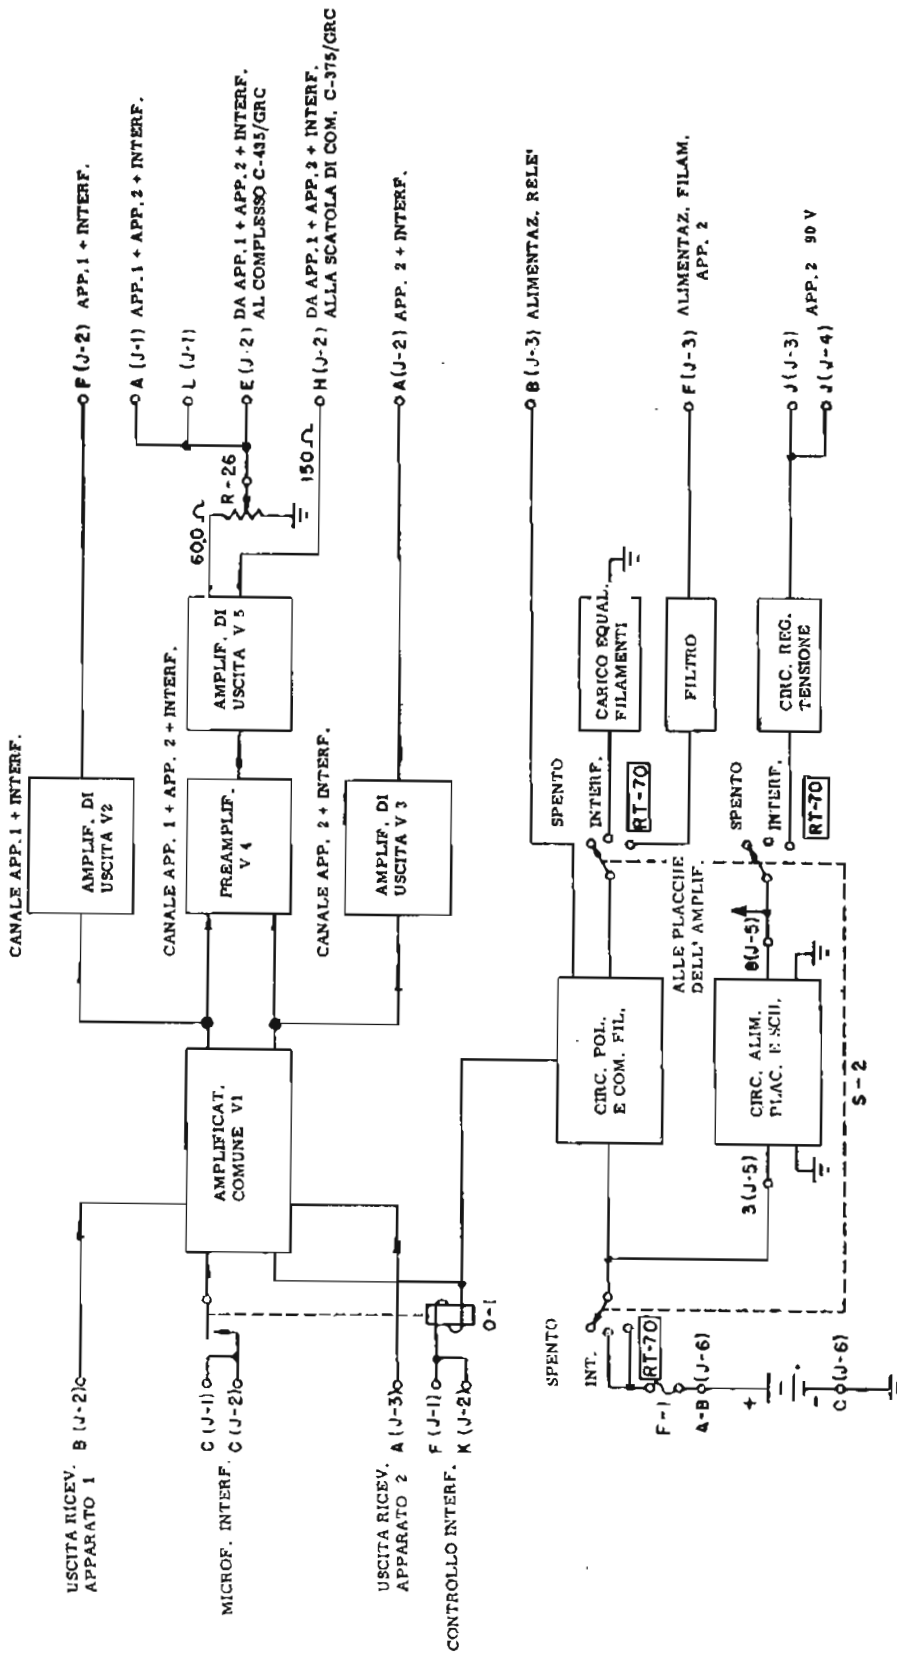 USCITA RICEV.
APPARATO 1
B (J-2)
MICROF. INTERF.
C (J-1)
C (J-2)
USCITA RICEV.
APPARATO 2
A (J-3)
CONTROLLO INTERF.
F (J-1)
K (J-2)
O-1
AMPLIFICAT.
COMUNE V1
CANALE APP. 1 + INTERF.
AMPLIF. DI
USCITA V2
CANALE APP. 1 + APP. 2 + INTERF.
PREAMPLIF.
V 4
AMPLIF. DI
USCITA V 5
CANALE APP. 2 + INTERF.
AMPLIF. DI
USCITA V 3
600 Ω
R-26
150 Ω
F (J-2) APP. 1 + INTERF.
A (J-1) APP. 1 + APP. 2 + INTERF.
L (J-1)
E (J-2) DA APP. 1 + APP. 2 + INTERF.
AL COMPLESSO C-435/GRC
H (J-2) DA APP. 1 + APP. 2 + INTERF.
ALLA SCATOLA DI COM. C-375/GRC
A (J-2) APP. 2 + INTERF.
SPENTO
INT.
RT-70
F-1
A-B (J-6)
+
-
C (J-6)
3 (J-5)
CIRC. POL.
E COM. FIL.
CIRC. ALIM.
PLAC. E SCH.
8 (J-5)
ALLE PLACCHE
DELL' AMPLIF.
S-2
SPENTO
INTERF.
RT-70
SPENTO
INTERF.
RT-70
CARICO EQUAL.
FILAMENTI
FILTRO
CIRC. REG.
TENSIONE
B (J-3) ALIMENTAZ. RELE'
F (J-3) ALIMENTAZ. FILAM.
APP. 2
J (J-3)
J (J-4)
APP. 2 90 V